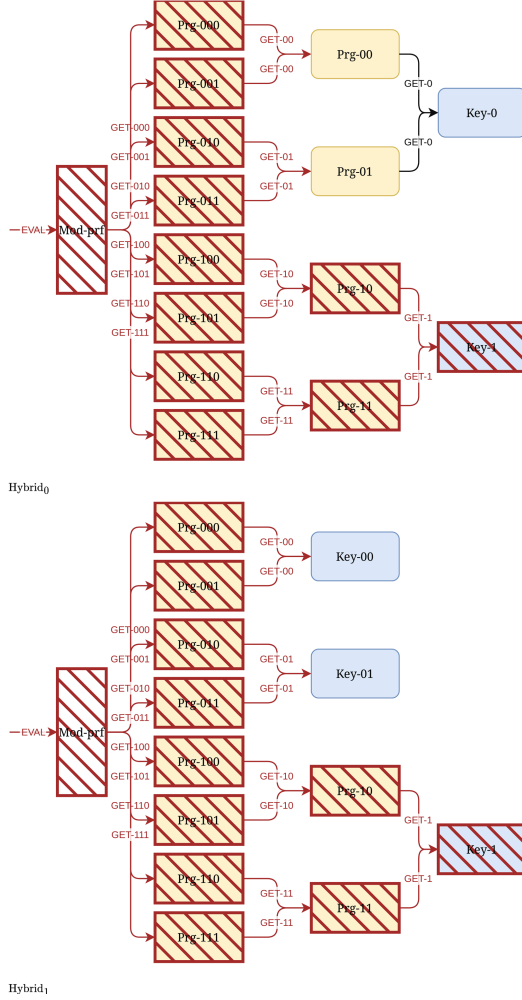 Prg-000
GET-00
Prg-00
GET-00
Prg-001
GET-0
Key-0
GET-000
Prg-010
GET-0
GET-001
GET-01
Prg-01
GET-010
GET-01
Prg-011
GET-011
EVAL
Mod-prf
GET-100
Prg-100
GET-101
GET-10
Prg-10
GET-110
GET-10
Prg-101
GET-1
GET-111
Key-1
Prg-110
GET-1
GET-11
Prg-11
GET-11
Prg-111
Hybrid0
Prg-000
GET-00
Key-00
GET-00
Prg-001
GET-000
Prg-010
GET-001
GET-01
Key-01
GET-010
GET-01
Prg-011
GET-011
EVAL
Mod-prf
GET-100
Prg-100
GET-101
GET-10
Prg-10
GET-110
GET-10
Prg-101
GET-1
GET-111
Key-1
Prg-110
GET-1
GET-11
Prg-11
GET-11
Prg-111
Hybrid1